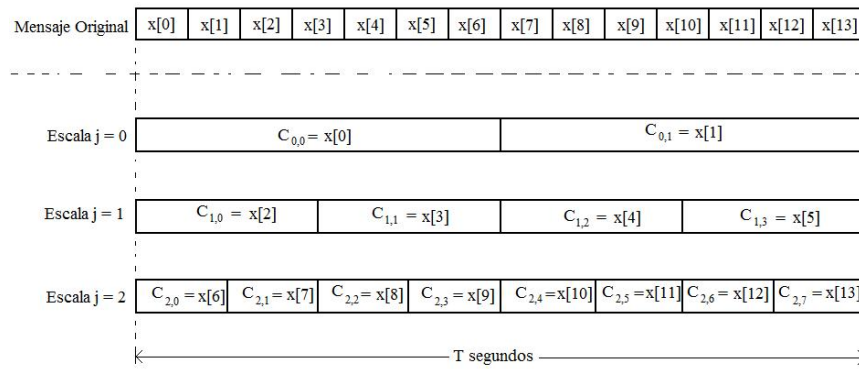 Mensaje Original x[0] x[1] x[2] x[3] x[4] x[5] x[6] x[7] x[8] x[9] x[10] x[11] x[12] x[13]
Escala j = 0 C0,0 = x[0] C0,1 = x[1]
Escala j = 1 C1,0 = x[2] C1,1 = x[3] C1,2 = x[4] C1,3 = x[5]
Escala j = 2 C2,0 =x[6] C2,1 =x[7] C2,2 =x[8] C2,3 =x[9] C2,4 =x[10] C2,5 =x[11] C2,6 =x[12] C2,7 =x[13]
T segundos